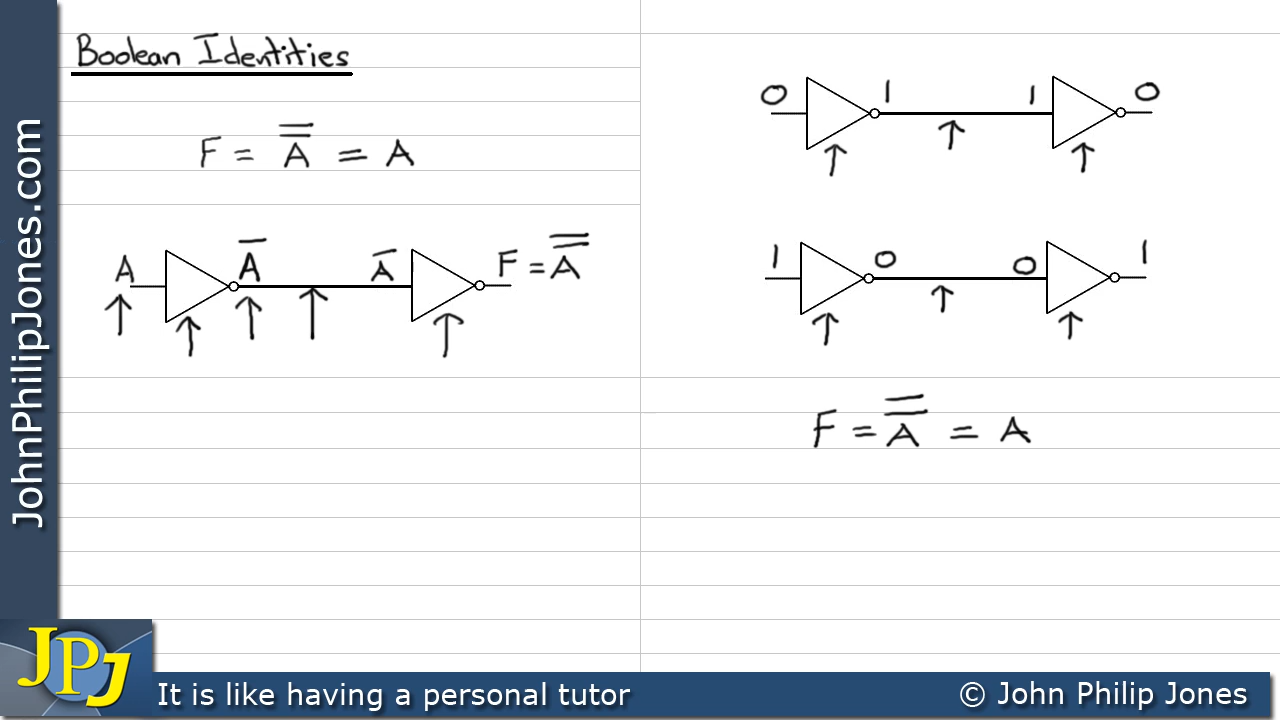 Boolean Identities
F = A̿ = A
A A̅ A̅ F = A̿
0 1 1 0
1 0 0 1
F = A̿ = A
JohnPhilipJones.com
JPJ
It is like having a personal tutor
© John Philip Jones